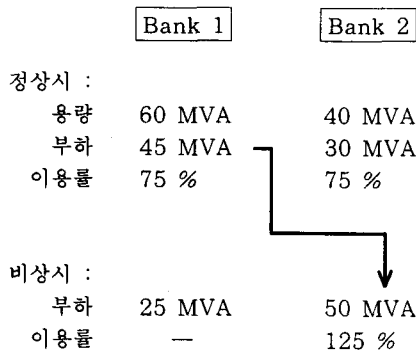 Bank 1 Bank 2
정상시 :
용량 60 MVA 40 MVA
부하 45 MVA 30 MVA
이용률 75 % 75 %
비상시 :
부하 25 MVA 50 MVA
이용률 — 125 %